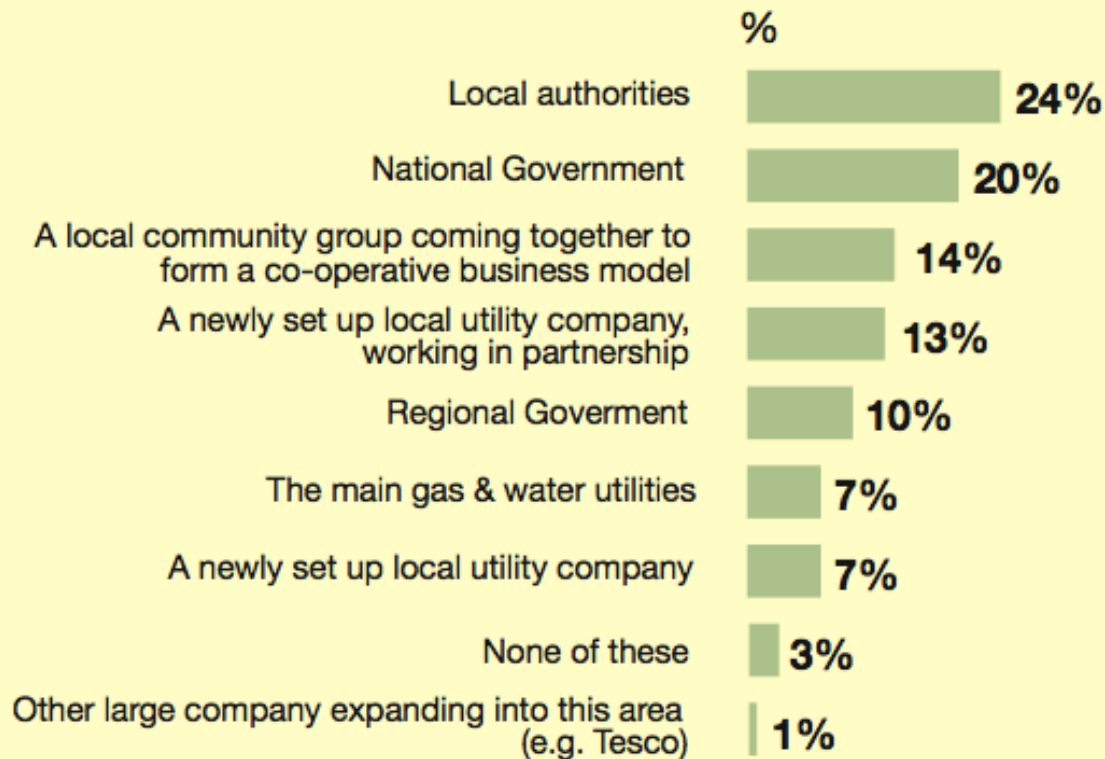 %
Local authorities 24%
National Government 20%
A local community group coming together to
form a co-operative business model 14%
A newly set up local utility company,
working in partnership 13%
Regional Goverment 10%
The main gas & water utilities 7%
A newly set up local utility company 7%
None of these 3%
Other large company expanding into this area
(e.g. Tesco) 1%